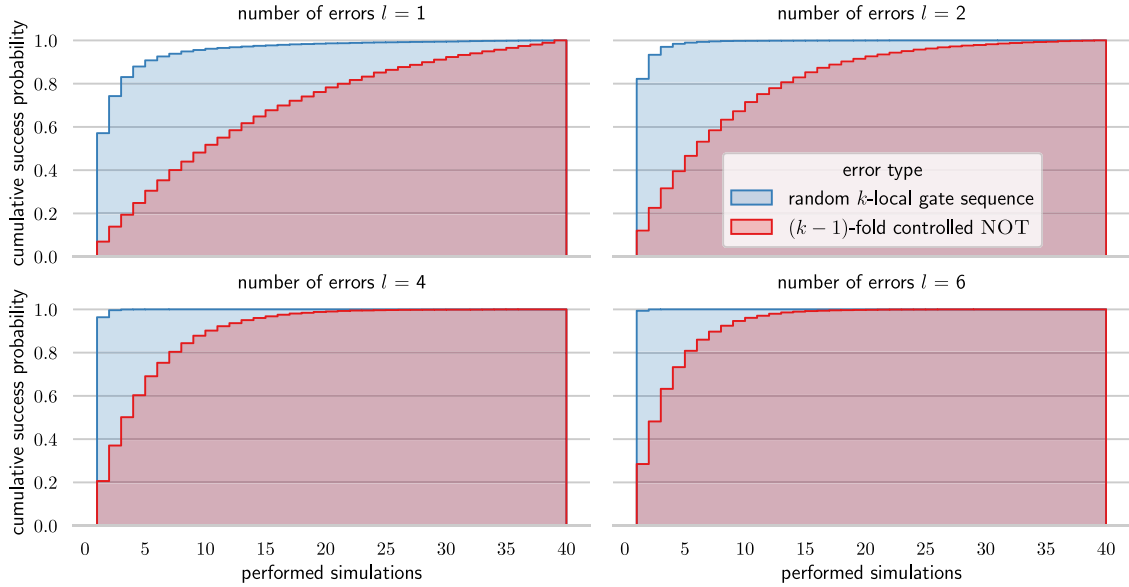 number of errors l = 1
number of errors l = 2
cumulative success probability
1.0
0.8
0.6
0.4
0.2
0.0
error type
random k-local gate sequence
(k − 1)-fold controlled NOT
number of errors l = 4
number of errors l = 6
cumulative success probability
1.0
0.8
0.6
0.4
0.2
0.0
0 5 10 15 20 25 30 35 40
0 5 10 15 20 25 30 35 40
performed simulations
performed simulations